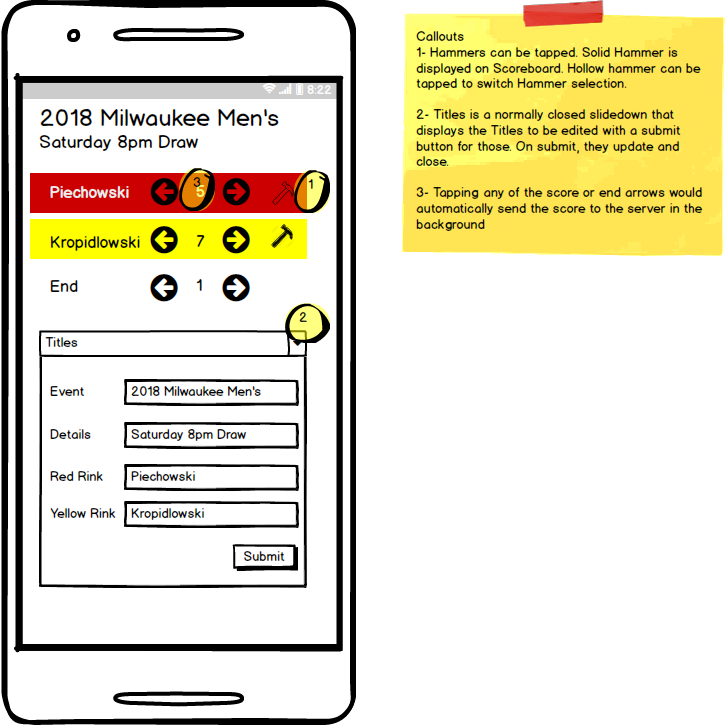 8:22
2018 Milwaukee Men's
Saturday 8pm Draw
Piechowski 5 3 1
Kropidlowski 7
End 1
2
Titles
Event 2018 Milwaukee Men's
Details Saturday 8pm Draw
Red Rink Piechowski
Yellow Rink Kropidlowski
Submit
Callouts
1- Hammers can be tapped. Solid Hammer is
displayed on Scoreboard. Hollow hammer can be
tapped to switch Hammer selection.
2- Titles is a normally closed slidedown that
displays the Titles to be edited with a submit
button for those. On submit, they update and
close.
3- Tapping any of the score or end arrows would
automatically send the score to the server in the
background